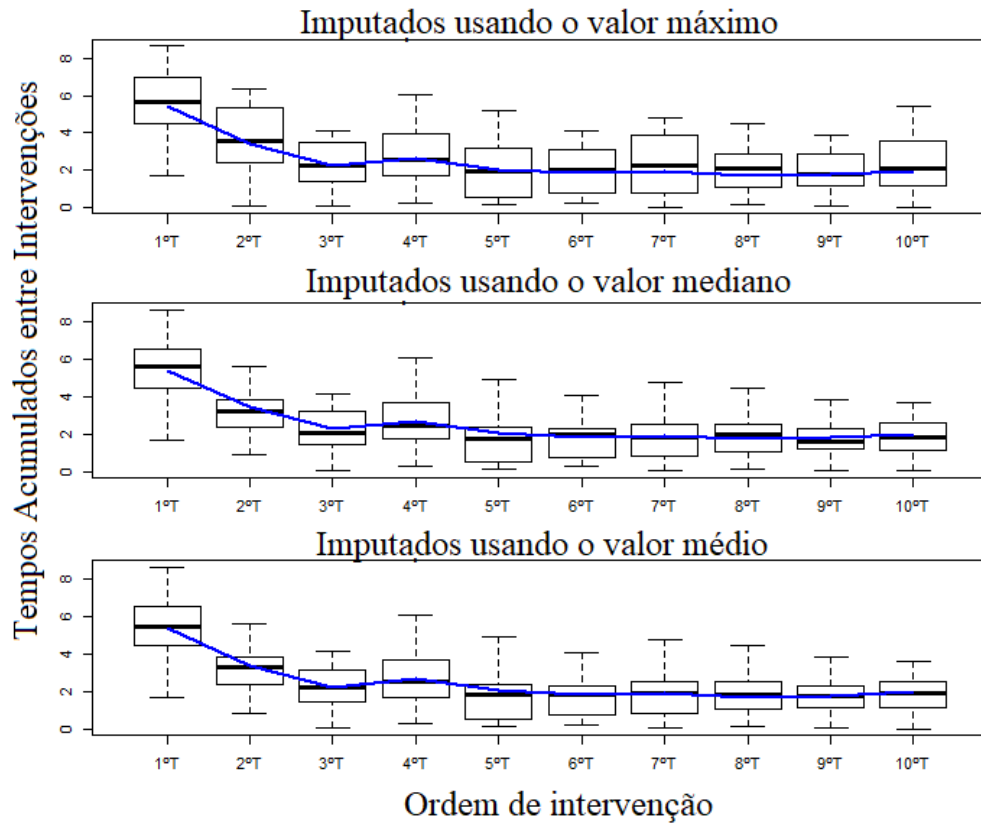 Imputados usando o valor máximo
Tempos Acumulados entre Intervenções
8
6
4
2
0
1ºT 2ºT 3ºT 4ºT 5ºT 6ºT 7ºT 8ºT 9ºT 10ºT
Imputados usando o valor mediano
8
6
4
2
0
1ºT 2ºT 3ºT 4ºT 5ºT 6ºT 7ºT 8ºT 9ºT 10ºT
Imputados usando o valor médio
8
6
4
2
0
1ºT 2ºT 3ºT 4ºT 5ºT 6ºT 7ºT 8ºT 9ºT 10ºT
Ordem de intervenção